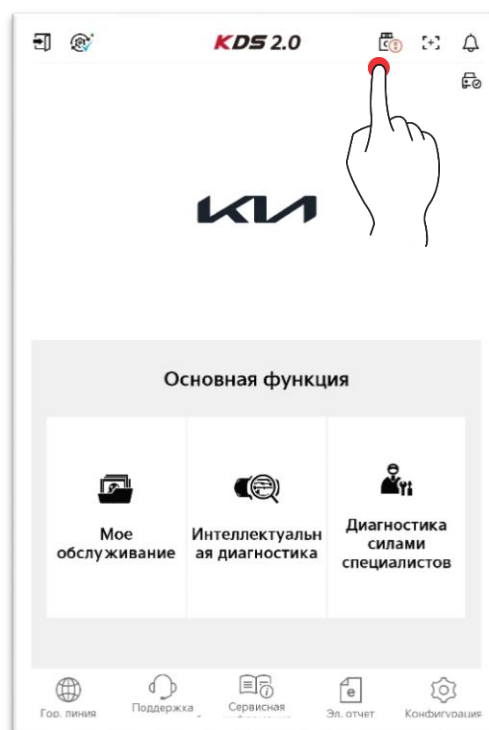 KDS 2.0
KIA
Основная функция
Мое
обслуживание
Интеллектуальн
ая диагностика
Диагностика
силами
специалистов
Гор. линия
Поддержка
Сервисная
Эл. отчет
Конфигурация